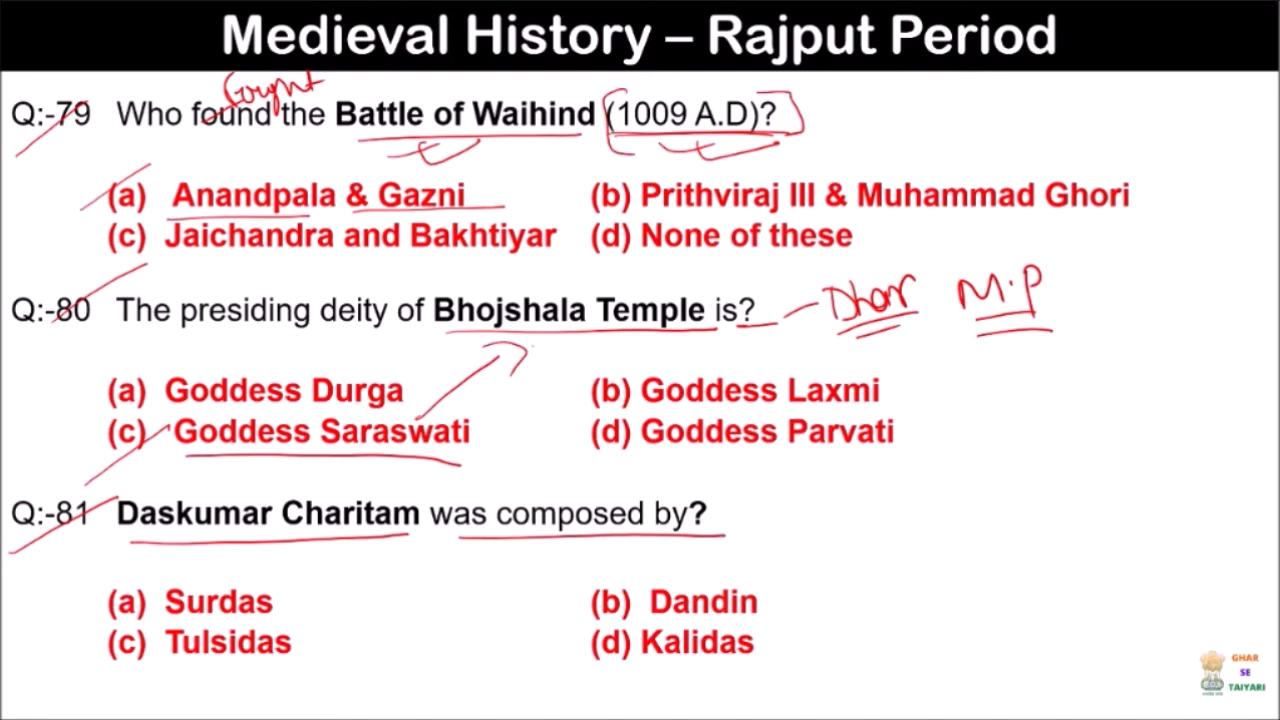 Medieval History – Rajput Period
fought
Q:-79 Who found the Battle of Waihind (1009 A.D)?
(a) Anandpala & Gazni (b) Prithviraj III & Muhammad Ghori
(c) Jaichandra and Bakhtiyar (d) None of these
Q:-80 The presiding deity of Bhojshala Temple is? – Dhar M.P
(a) Goddess Durga (b) Goddess Laxmi
(c) Goddess Saraswati (d) Goddess Parvati
Q:-81 Daskumar Charitam was composed by?
(a) Surdas (b) Dandin
(c) Tulsidas (d) Kalidas
GHAR
SE
TAIYARI